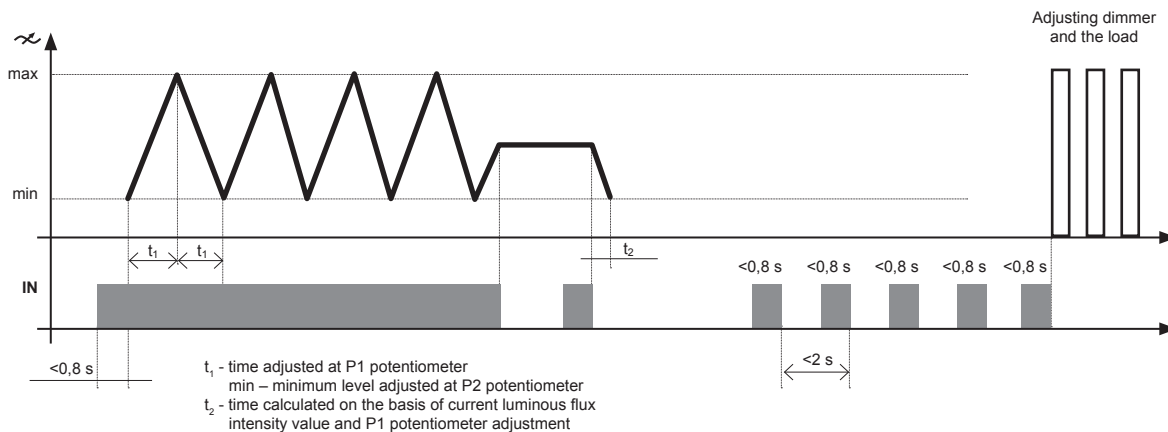 Adjusting dimmer
and the load
max
min
t₁
t₁
t₂
<0,8 s
<0,8 s
<0,8 s
<0,8 s
<0,8 s
IN
<2 s
<0,8 s
t₁ - time adjusted at P1 potentiometer
min – minimum level adjusted at P2 potentiometer
t₂ - time calculated on the basis of current luminous flux
intensity value and P1 potentiometer adjustment